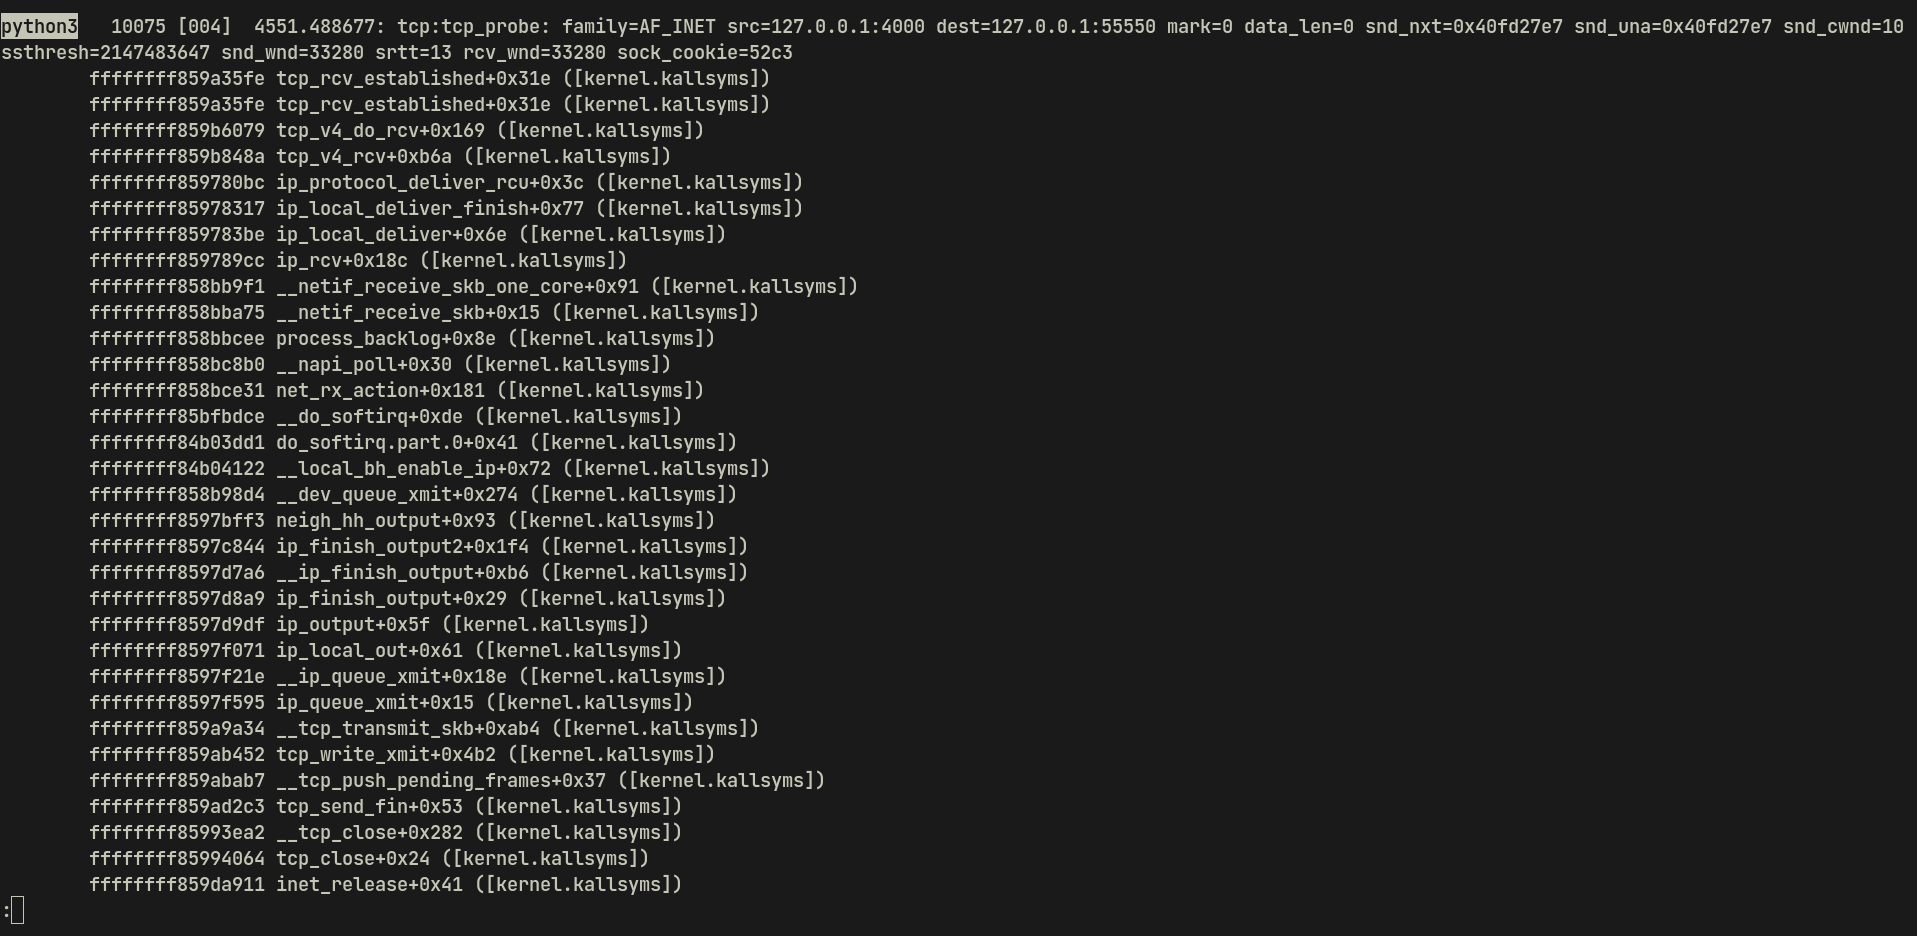 python3   10075 [004]  4551.488677: tcp:tcp_probe: family=AF_INET src=127.0.0.1:4000 dest=127.0.0.1:55550 mark=0 data_len=0 snd_nxt=0x40fd27e7 snd_una=0x40fd27e7 snd_cwnd=10
ssthresh=2147483647 snd_wnd=33280 srtt=13 rcv_wnd=33280 sock_cookie=52c3
ffffffff859a35fe tcp_rcv_established+0x31e ([kernel.kallsyms])
ffffffff859a35fe tcp_rcv_established+0x31e ([kernel.kallsyms])
ffffffff859b6079 tcp_v4_do_rcv+0x169 ([kernel.kallsyms])
ffffffff859b848a tcp_v4_rcv+0xb6a ([kernel.kallsyms])
ffffffff859780bc ip_protocol_deliver_rcu+0x3c ([kernel.kallsyms])
ffffffff85978317 ip_local_deliver_finish+0x77 ([kernel.kallsyms])
ffffffff859783be ip_local_deliver+0x6e ([kernel.kallsyms])
ffffffff859789cc ip_rcv+0x18c ([kernel.kallsyms])
ffffffff858bb9f1 __netif_receive_skb_one_core+0x91 ([kernel.kallsyms])
ffffffff858bba75 __netif_receive_skb+0x15 ([kernel.kallsyms])
ffffffff858bbcee process_backlog+0x8e ([kernel.kallsyms])
ffffffff858bc8b0 __napi_poll+0x30 ([kernel.kallsyms])
ffffffff858bce31 net_rx_action+0x181 ([kernel.kallsyms])
ffffffff85bfbdce __do_softirq+0xde ([kernel.kallsyms])
ffffffff84b03dd1 do_softirq.part.0+0x41 ([kernel.kallsyms])
ffffffff84b04122 __local_bh_enable_ip+0x72 ([kernel.kallsyms])
ffffffff858b98d4 __dev_queue_xmit+0x274 ([kernel.kallsyms])
ffffffff8597bff3 neigh_hh_output+0x93 ([kernel.kallsyms])
ffffffff8597c844 ip_finish_output2+0x1f4 ([kernel.kallsyms])
ffffffff8597d7a6 __ip_finish_output+0xb6 ([kernel.kallsyms])
ffffffff8597d8a9 ip_finish_output+0x29 ([kernel.kallsyms])
ffffffff8597d9df ip_output+0x5f ([kernel.kallsyms])
ffffffff8597f071 ip_local_out+0x61 ([kernel.kallsyms])
ffffffff8597f21e __ip_queue_xmit+0x18e ([kernel.kallsyms])
ffffffff8597f595 ip_queue_xmit+0x15 ([kernel.kallsyms])
ffffffff859a9a34 __tcp_transmit_skb+0xab4 ([kernel.kallsyms])
ffffffff859ab452 tcp_write_xmit+0x4b2 ([kernel.kallsyms])
ffffffff859abab7 __tcp_push_pending_frames+0x37 ([kernel.kallsyms])
ffffffff859ad2c3 tcp_send_fin+0x53 ([kernel.kallsyms])
ffffffff85993ea2 __tcp_close+0x282 ([kernel.kallsyms])
ffffffff85994064 tcp_close+0x24 ([kernel.kallsyms])
ffffffff859da911 inet_release+0x41 ([kernel.kallsyms])
: